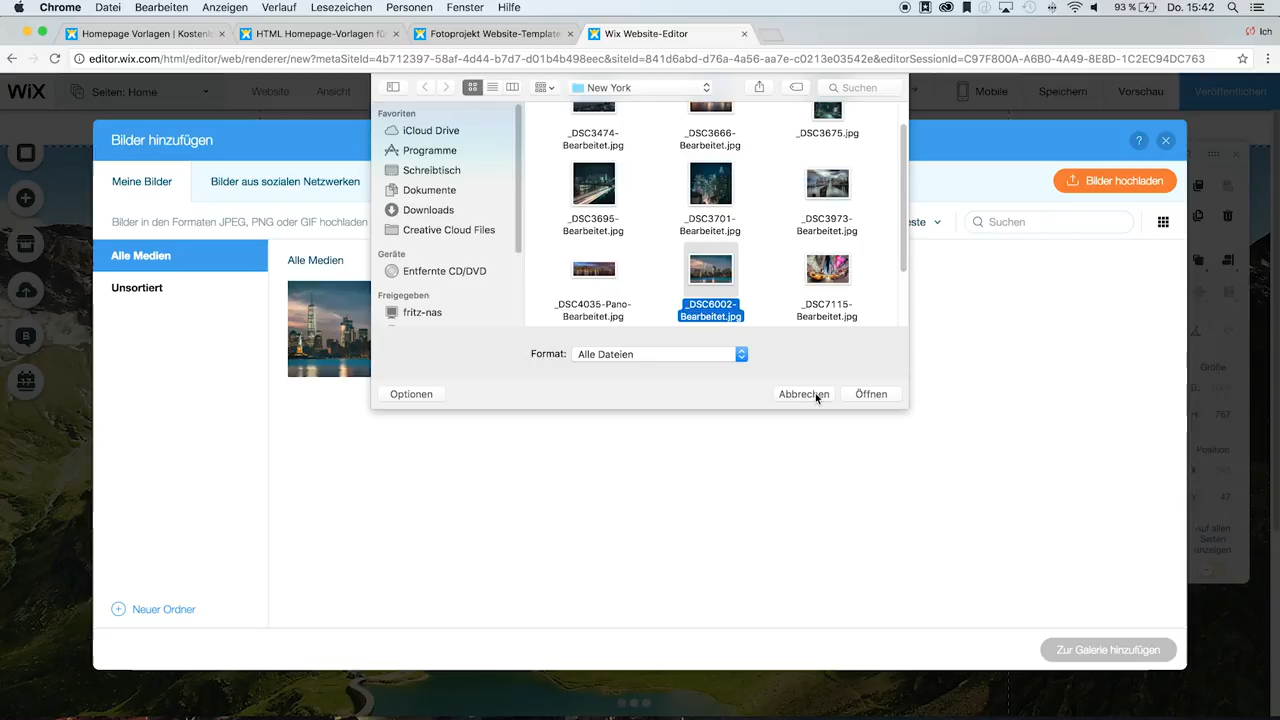 Chrome Datei Bearbeiten Anzeigen Verlauf Lesezeichen Personen Fenster Hilfe 93 % Do. 15:42
Homepage Vorlagen | Kostenl
HTML Homepage-Vorlagen fü
Fotoprojekt Website-Template
Wix Website-Editor
Ich
editor.wix.com/html/editor/web/renderer/new?metaSiteId=4b712397-58af-4d44-b7d7-d01b4b498eec&siteId=841d6abd-d76a-4a56-aa7e-c0213e03542e&editorSessionId=C97F800A-A6B0-4A49-8E8D-1C2EC94DC763
WiX Seiten: Home Website Ansicht Mobile Speichern Vorschau Veröffentlichen
New York
Suchen
Bilder hinzufügen
?
Meine Bilder
Bilder aus sozialen Netzwerken
Bilder hochladen
Bilder in den Formaten JPEG, PNG oder GIF hochladen
este
Suchen
Alle Medien
Unsortiert
Neuer Ordner
Alle Medien
Favoriten
iCloud Drive
Programme
Schreibtisch
Dokumente
Downloads
Creative Cloud Files
Geräte
Entfernte CD/DVD
Freigegeben
fritz-nas
_DSC3474-
Bearbeitet.jpg
_DSC3666-
Bearbeitet.jpg
_DSC3675.jpg
_DSC3695-
Bearbeitet.jpg
_DSC3701-
Bearbeitet.jpg
_DSC3973-
Bearbeitet.jpg
_DSC4035-Pano-
Bearbeitet.jpg
_DSC6002-
Bearbeitet.jpg
_DSC7115-
Bearbeitet.jpg
Format: Alle Dateien
Optionen
Abbrechen
Öffnen
Größe
B:
H: 767
Position
X:
Y: 47
Auf allen
Seiten
anzeigen
Zur Galerie hinzufügen